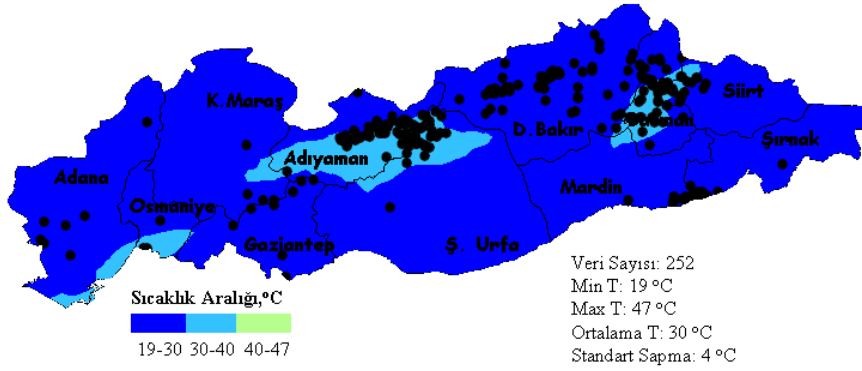 K.Maraş
Siirt
D.Bakır
Adıyaman
Şırnak
Adana
Mardin
Osmaniye
Gaziantep
Ş. Urfa
Sıcaklık Aralığı,°C
19-30 30-40 40-47
Veri Sayısı: 252
Min T: 19 °C
Max T: 47 °C
Ortalama T: 30 °C
Standart Sapma: 4 °C